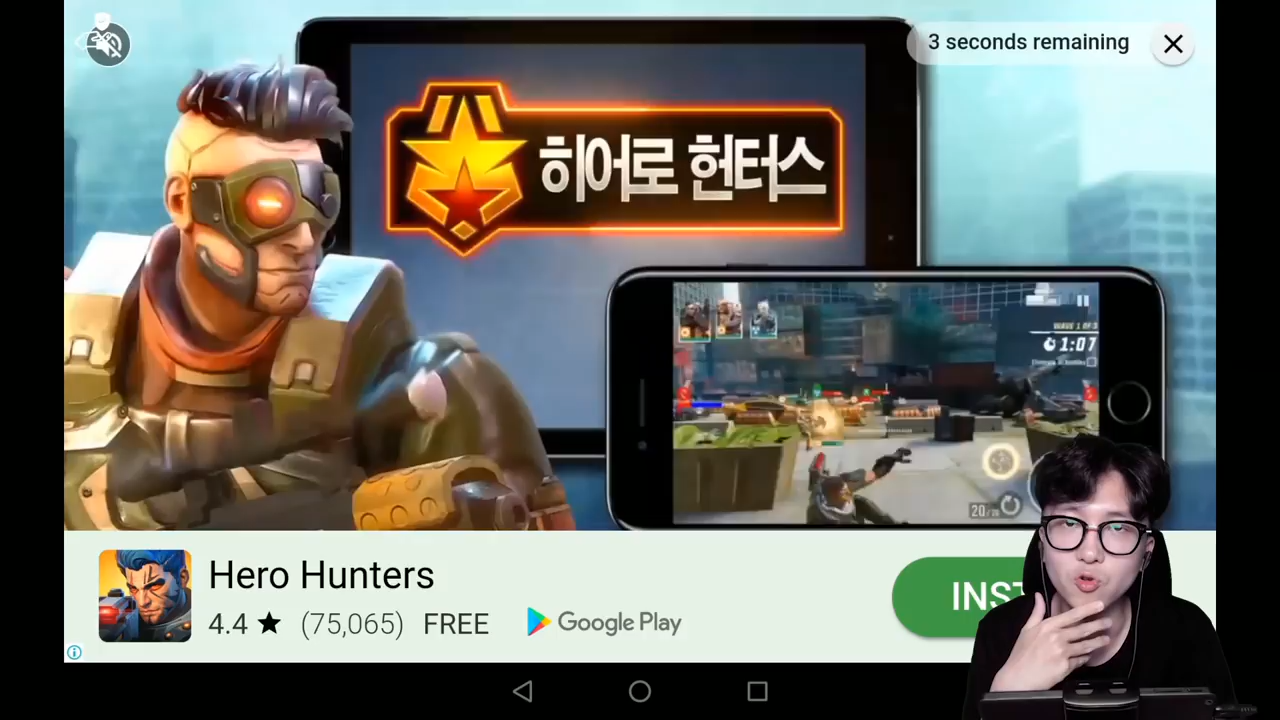 3 seconds remaining
히어로 헌터스
WAVE 1 OF 3
1:07
20/
Hero Hunters
4.4 ★ (75,065) FREE
Google Play
INST